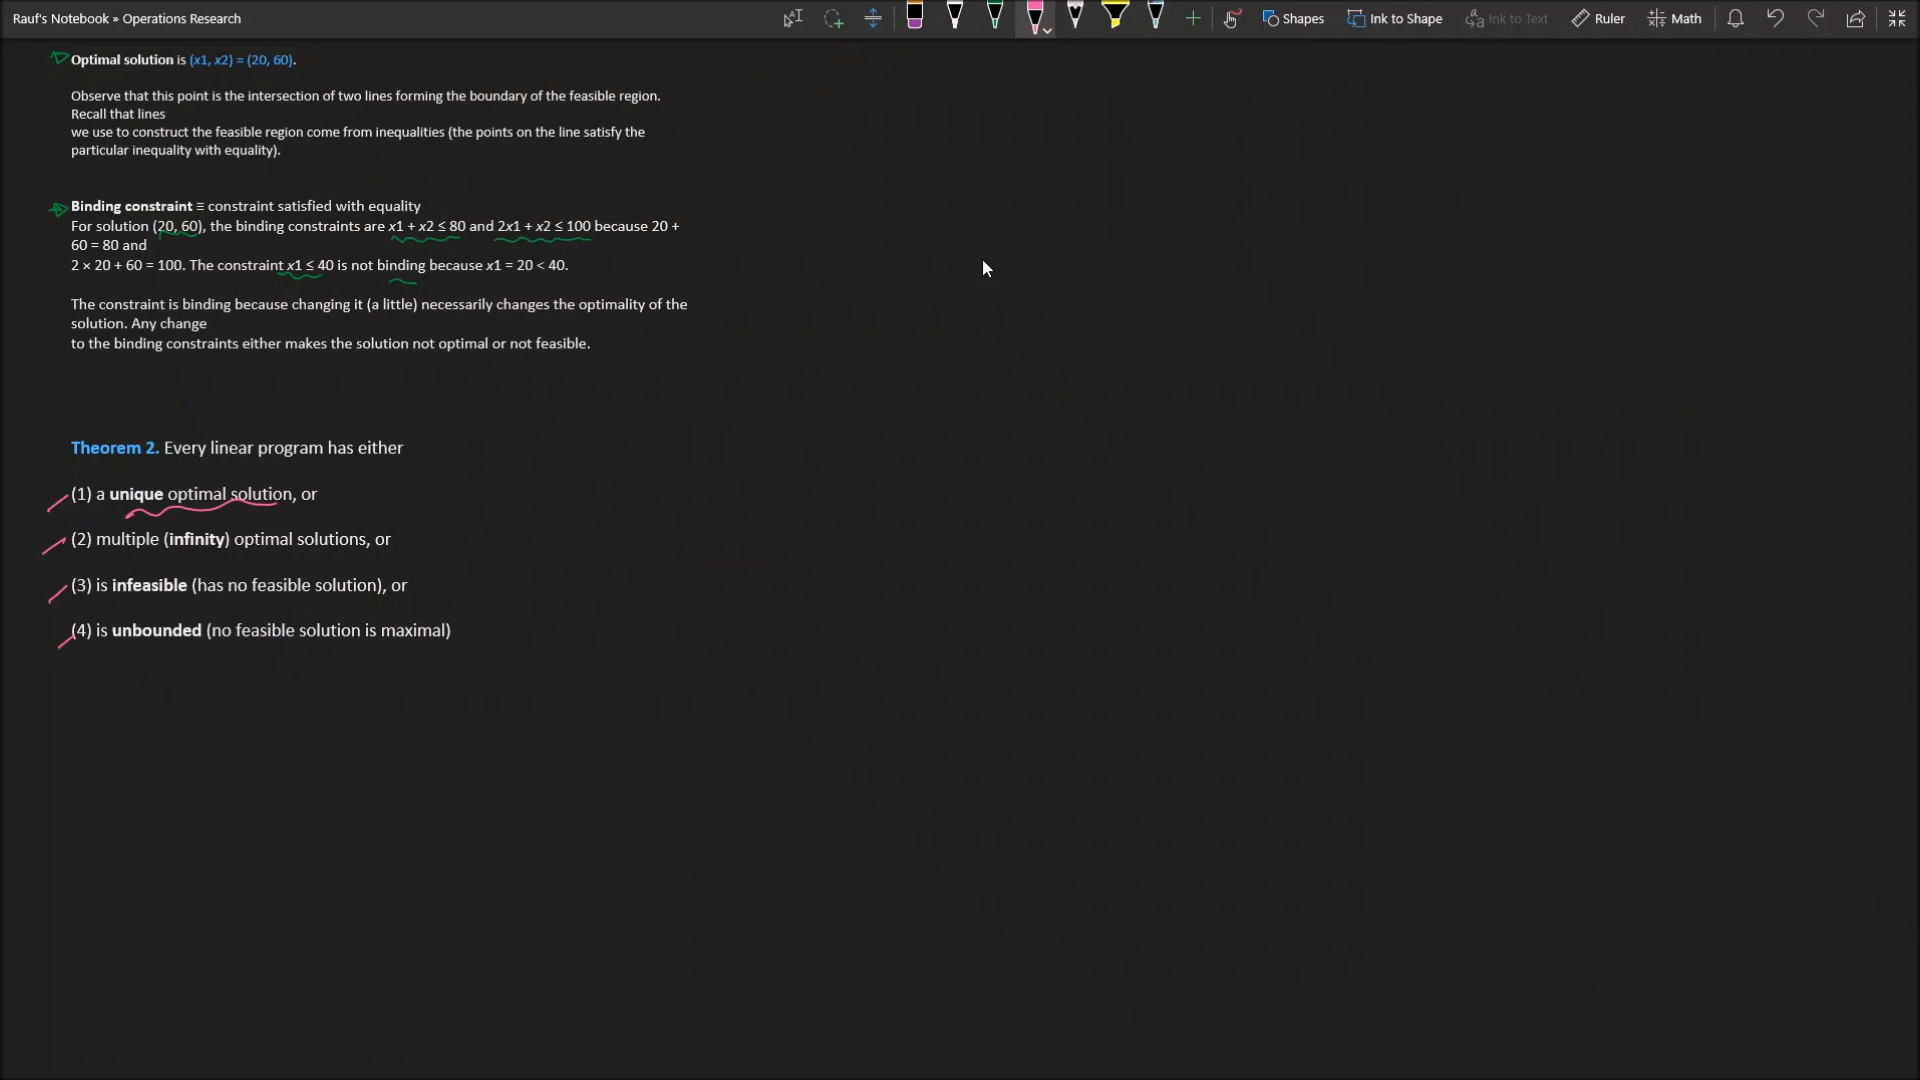 Rauf's Notebook » Operations Research
Shapes
Ink to Shape
Ink to Text
Ruler
Math
Optimal solution is (x1, x2) = (20, 60).
Observe that this point is the intersection of two lines forming the boundary of the feasible region.
Recall that lines
we use to construct the feasible region come from inequalities (the points on the line satisfy the
particular inequality with equality).
Binding constraint ≡ constraint satisfied with equality
For solution (20, 60), the binding constraints are x1 + x2 ≤ 80 and 2x1 + x2 ≤ 100 because 20 +
60 = 80 and
2 × 20 + 60 = 100. The constraint x1 ≤ 40 is not binding because x1 = 20 < 40.
The constraint is binding because changing it (a little) necessarily changes the optimality of the
solution. Any change
to the binding constraints either makes the solution not optimal or not feasible.
Theorem 2. Every linear program has either
(1) a unique optimal solution, or
(2) multiple (infinity) optimal solutions, or
(3) is infeasible (has no feasible solution), or
(4) is unbounded (no feasible solution is maximal)